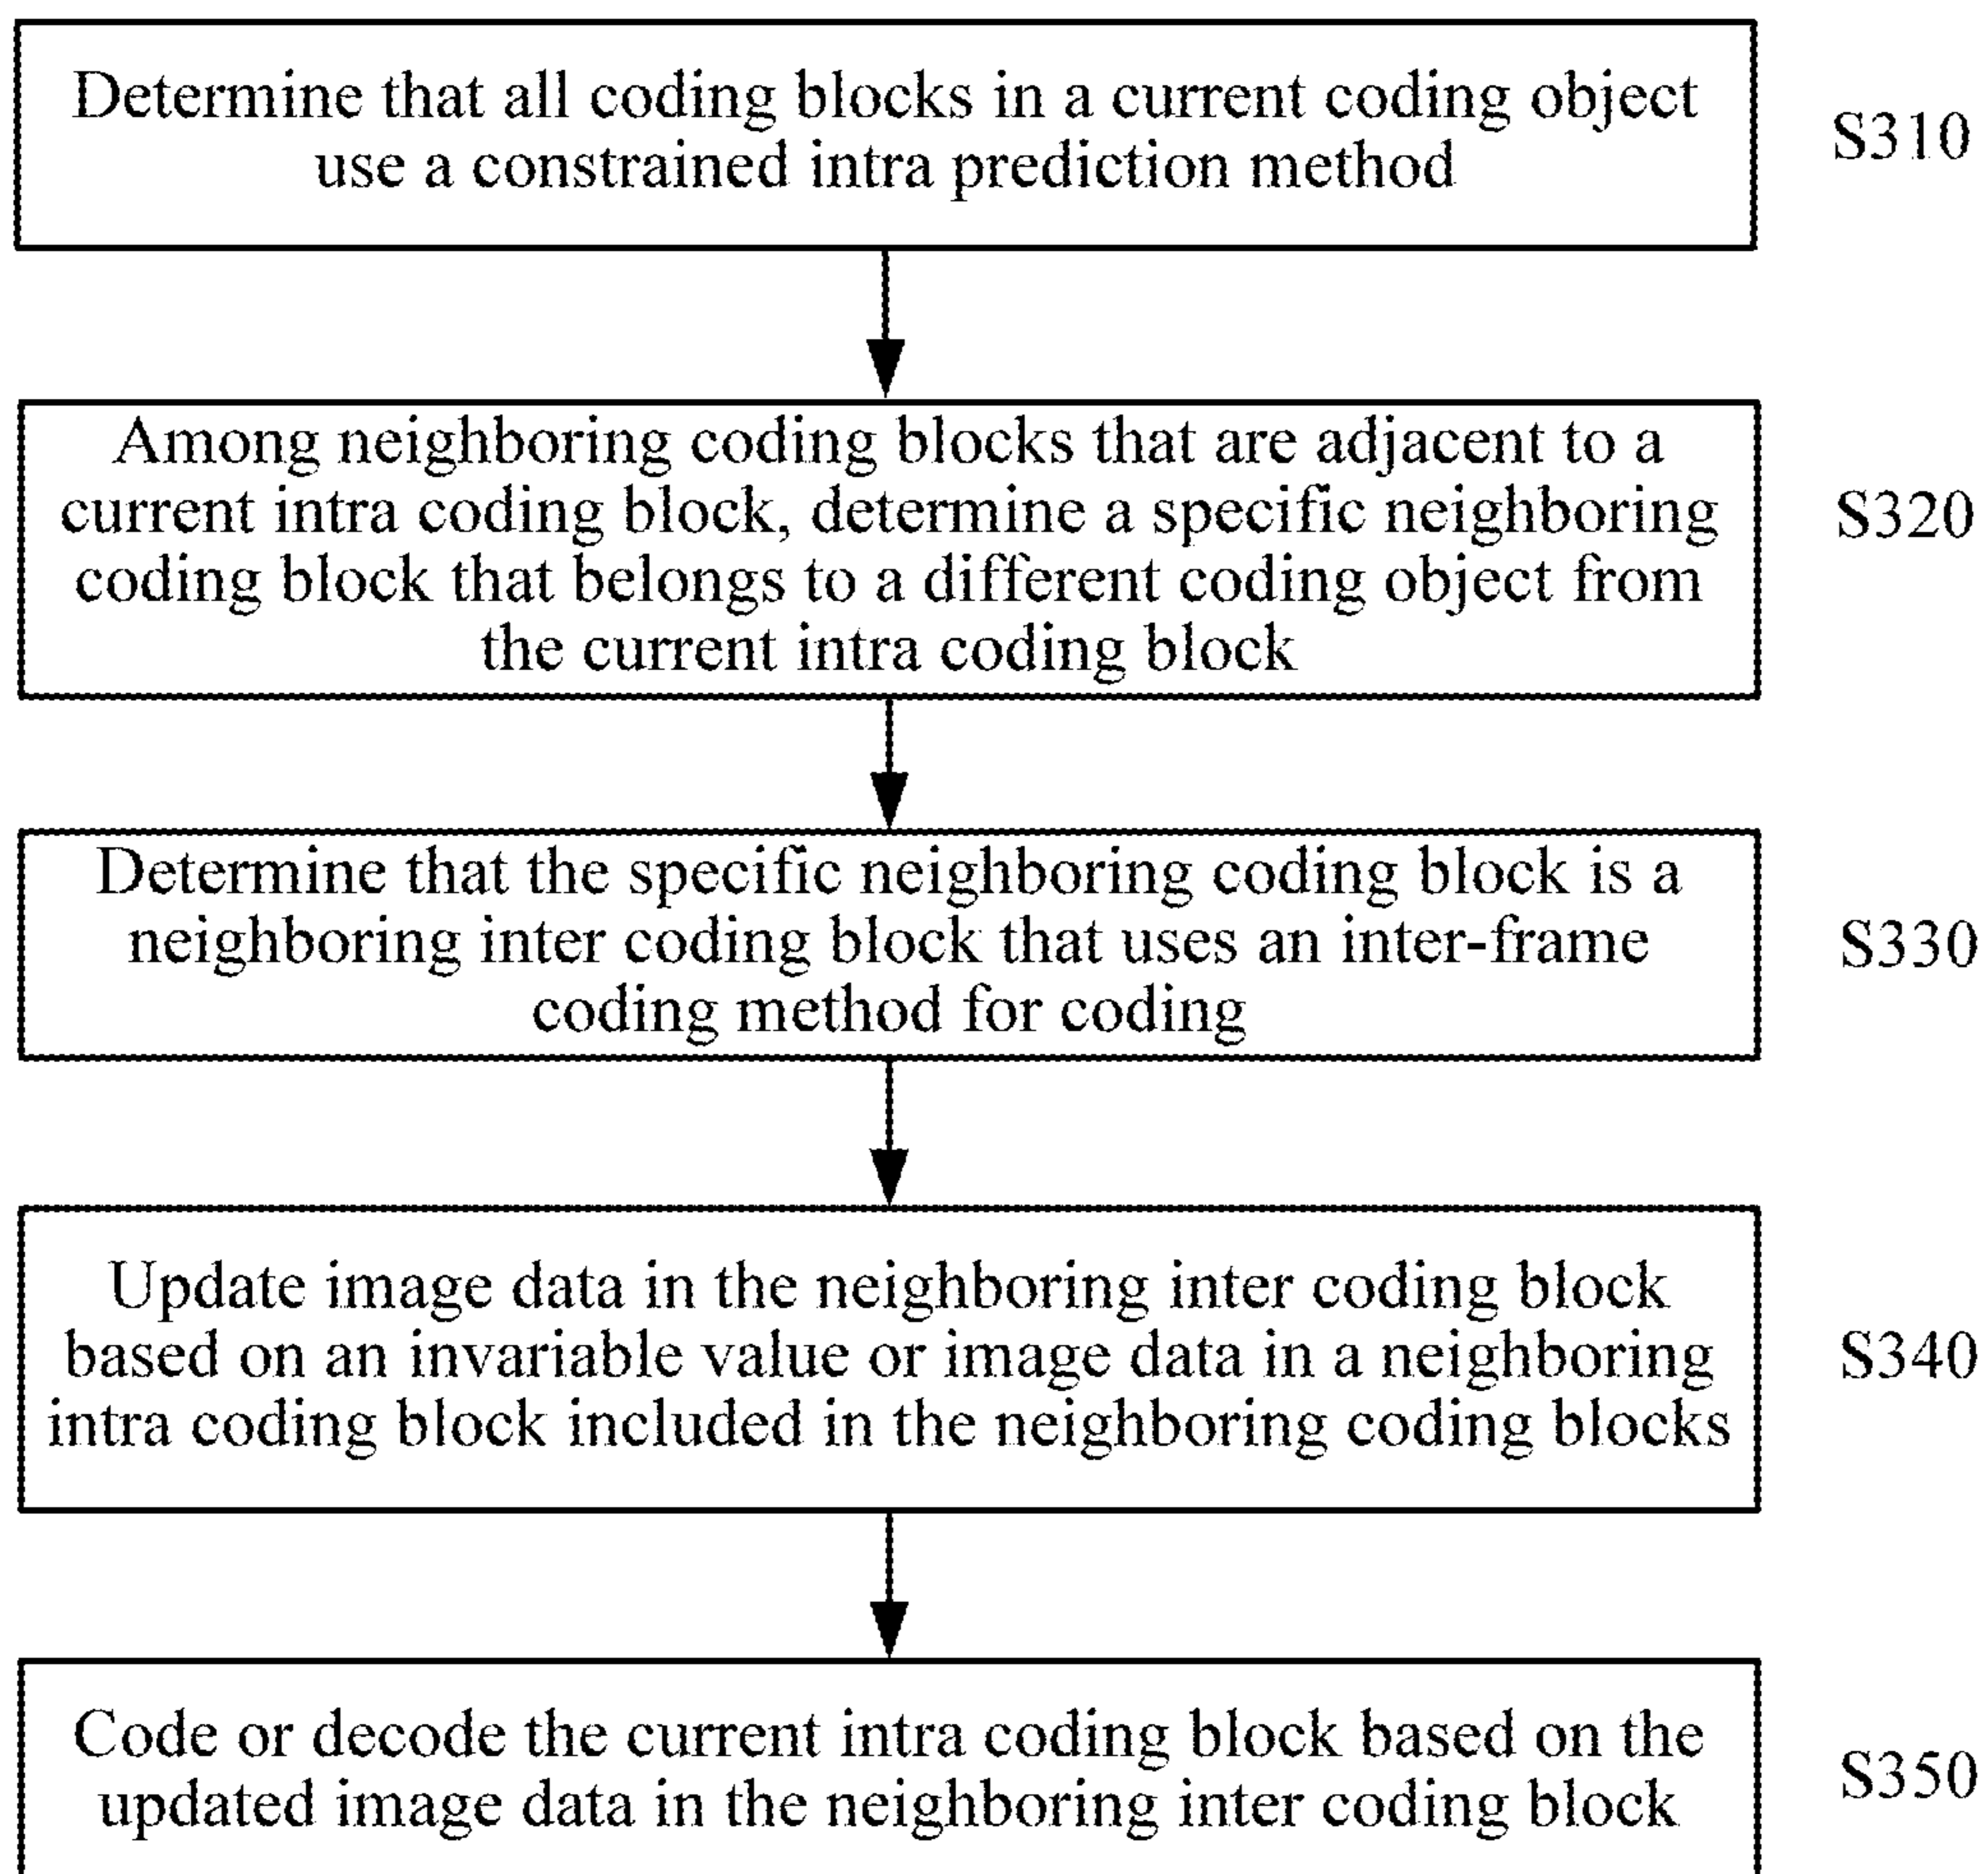 Determine that all coding blocks in a current coding object
use a constrained intra prediction method
S310
Among neighboring coding blocks that are adjacent to a
current intra coding block, determine a specific neighboring
coding block that belongs to a different coding object from
the current intra coding block
S320
Determine that the specific neighboring coding block is a
neighboring inter coding block that uses an inter-frame
coding method for coding
S330
Update image data in the neighboring inter coding block
based on an invariable value or image data in a neighboring
intra coding block included in the neighboring coding blocks
S340
Code or decode the current intra coding block based on the
updated image data in the neighboring inter coding block
S350